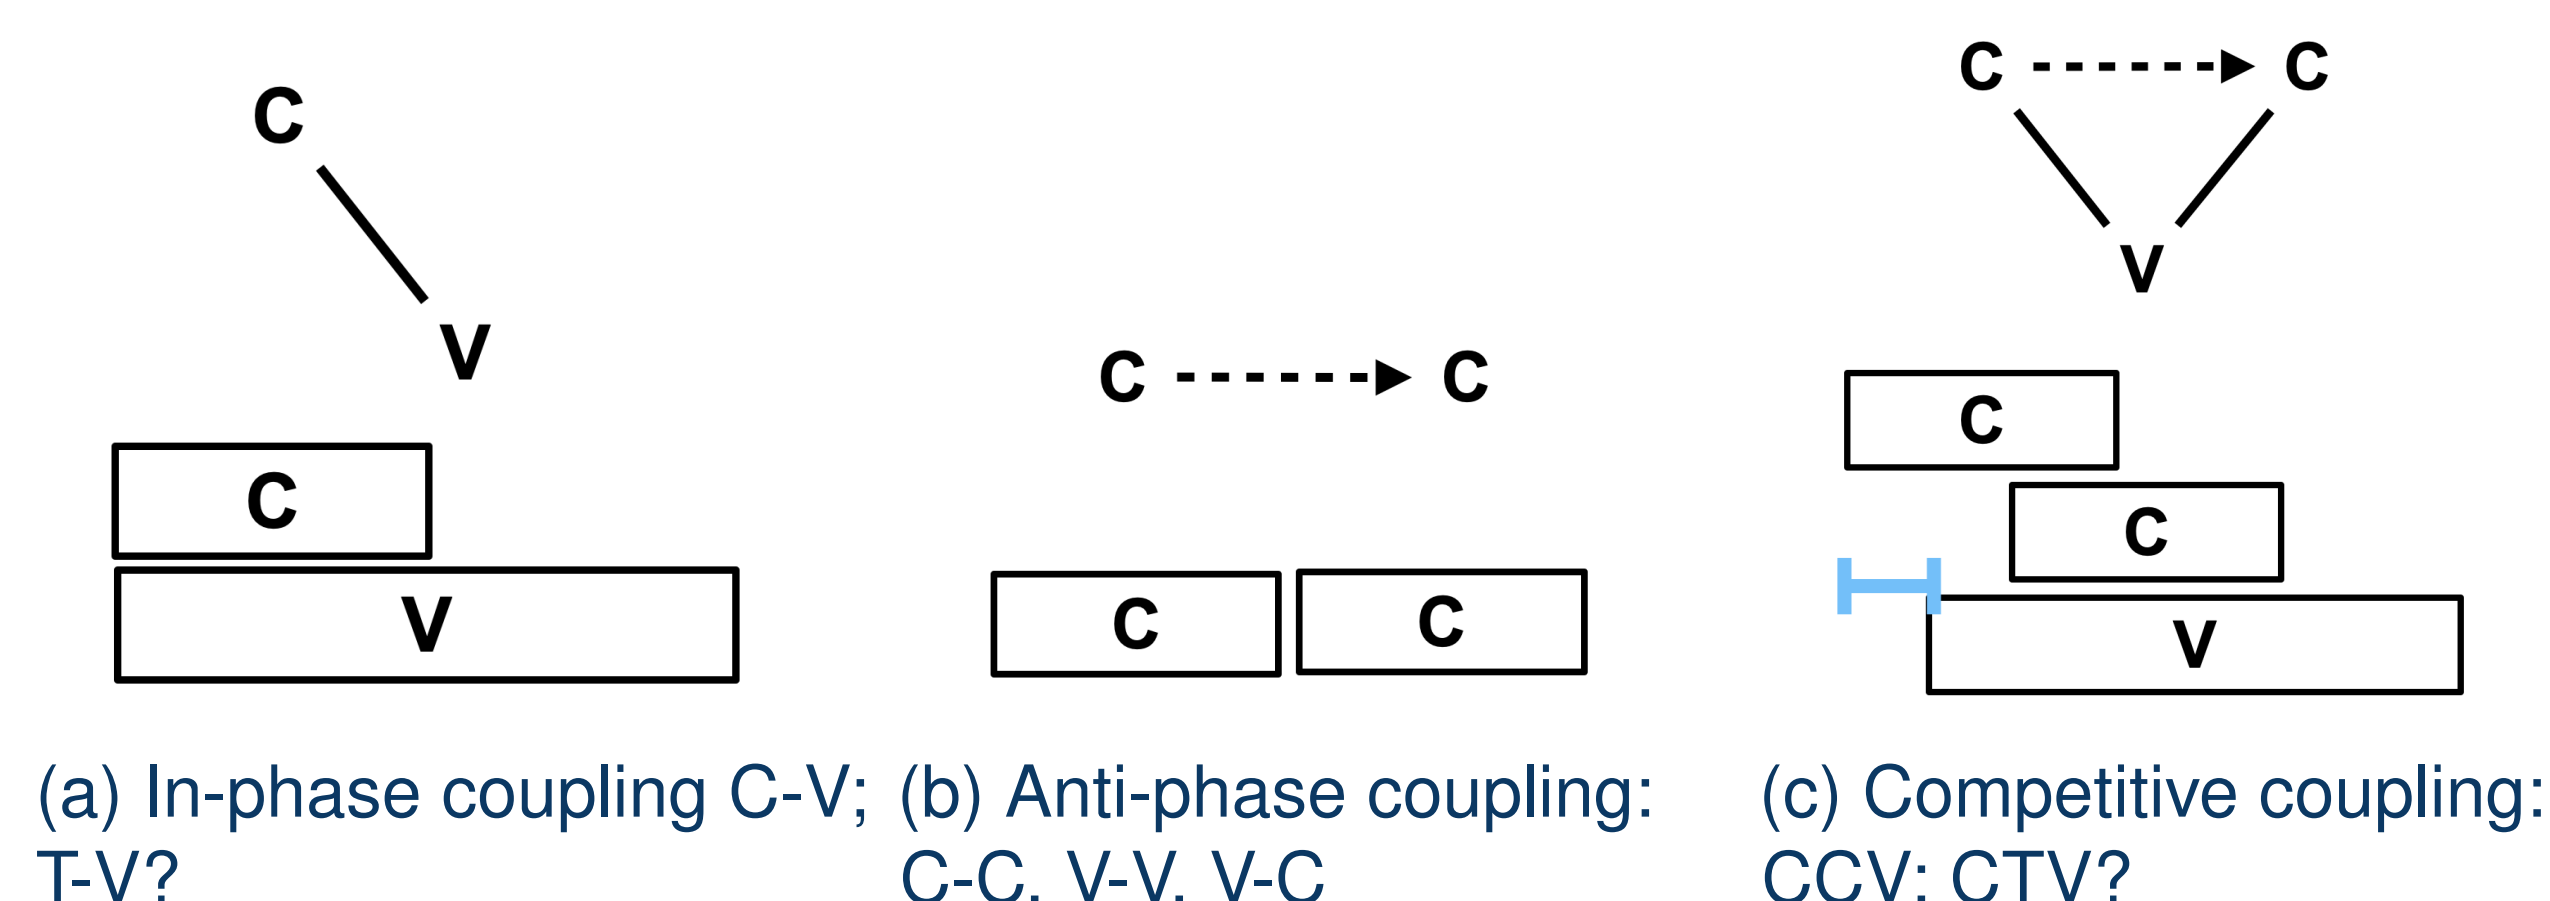 C
V
C
V
(a) In-phase coupling C-V;
T-V?
C C
C C
(b) Anti-phase coupling:
C-C, V-V, V-C
C C
V
C
C
V
(c) Competitive coupling:
CCV; CTV?